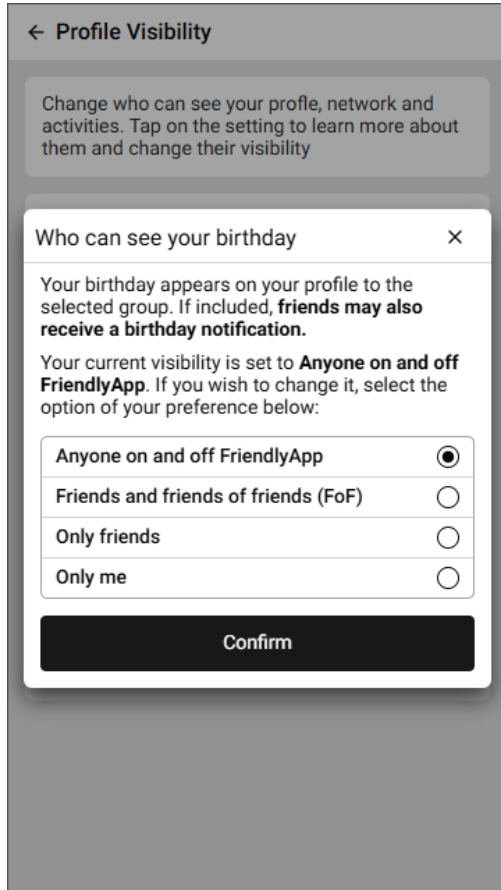 Profile Visibility
Change who can see your profle, network and
activities. Tap on the setting to learn more about
them and change their visibility
Who can see your birthday
Your birthday appears on your profile to the
selected group. If included, friends may also
receive a birthday notification.
Your current visibility is set to Anyone on and off
FriendlyApp. If you wish to change it, select the
option of your preference below:
Anyone on and off FriendlyApp
Friends and friends of friends (FoF)
Only friends
Only me
Confirm